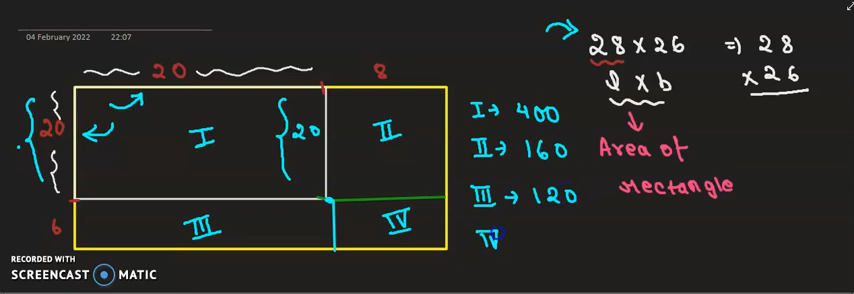 04 February 2022 22:07
28 × 26 ⇒ 28
× 26
l × b
Area of
rectangle
20 8
20
20
6
I
II
III
IV
I → 400
II → 160
III → 120
IV
RECORDED WITH
SCREENCAST O MATIC